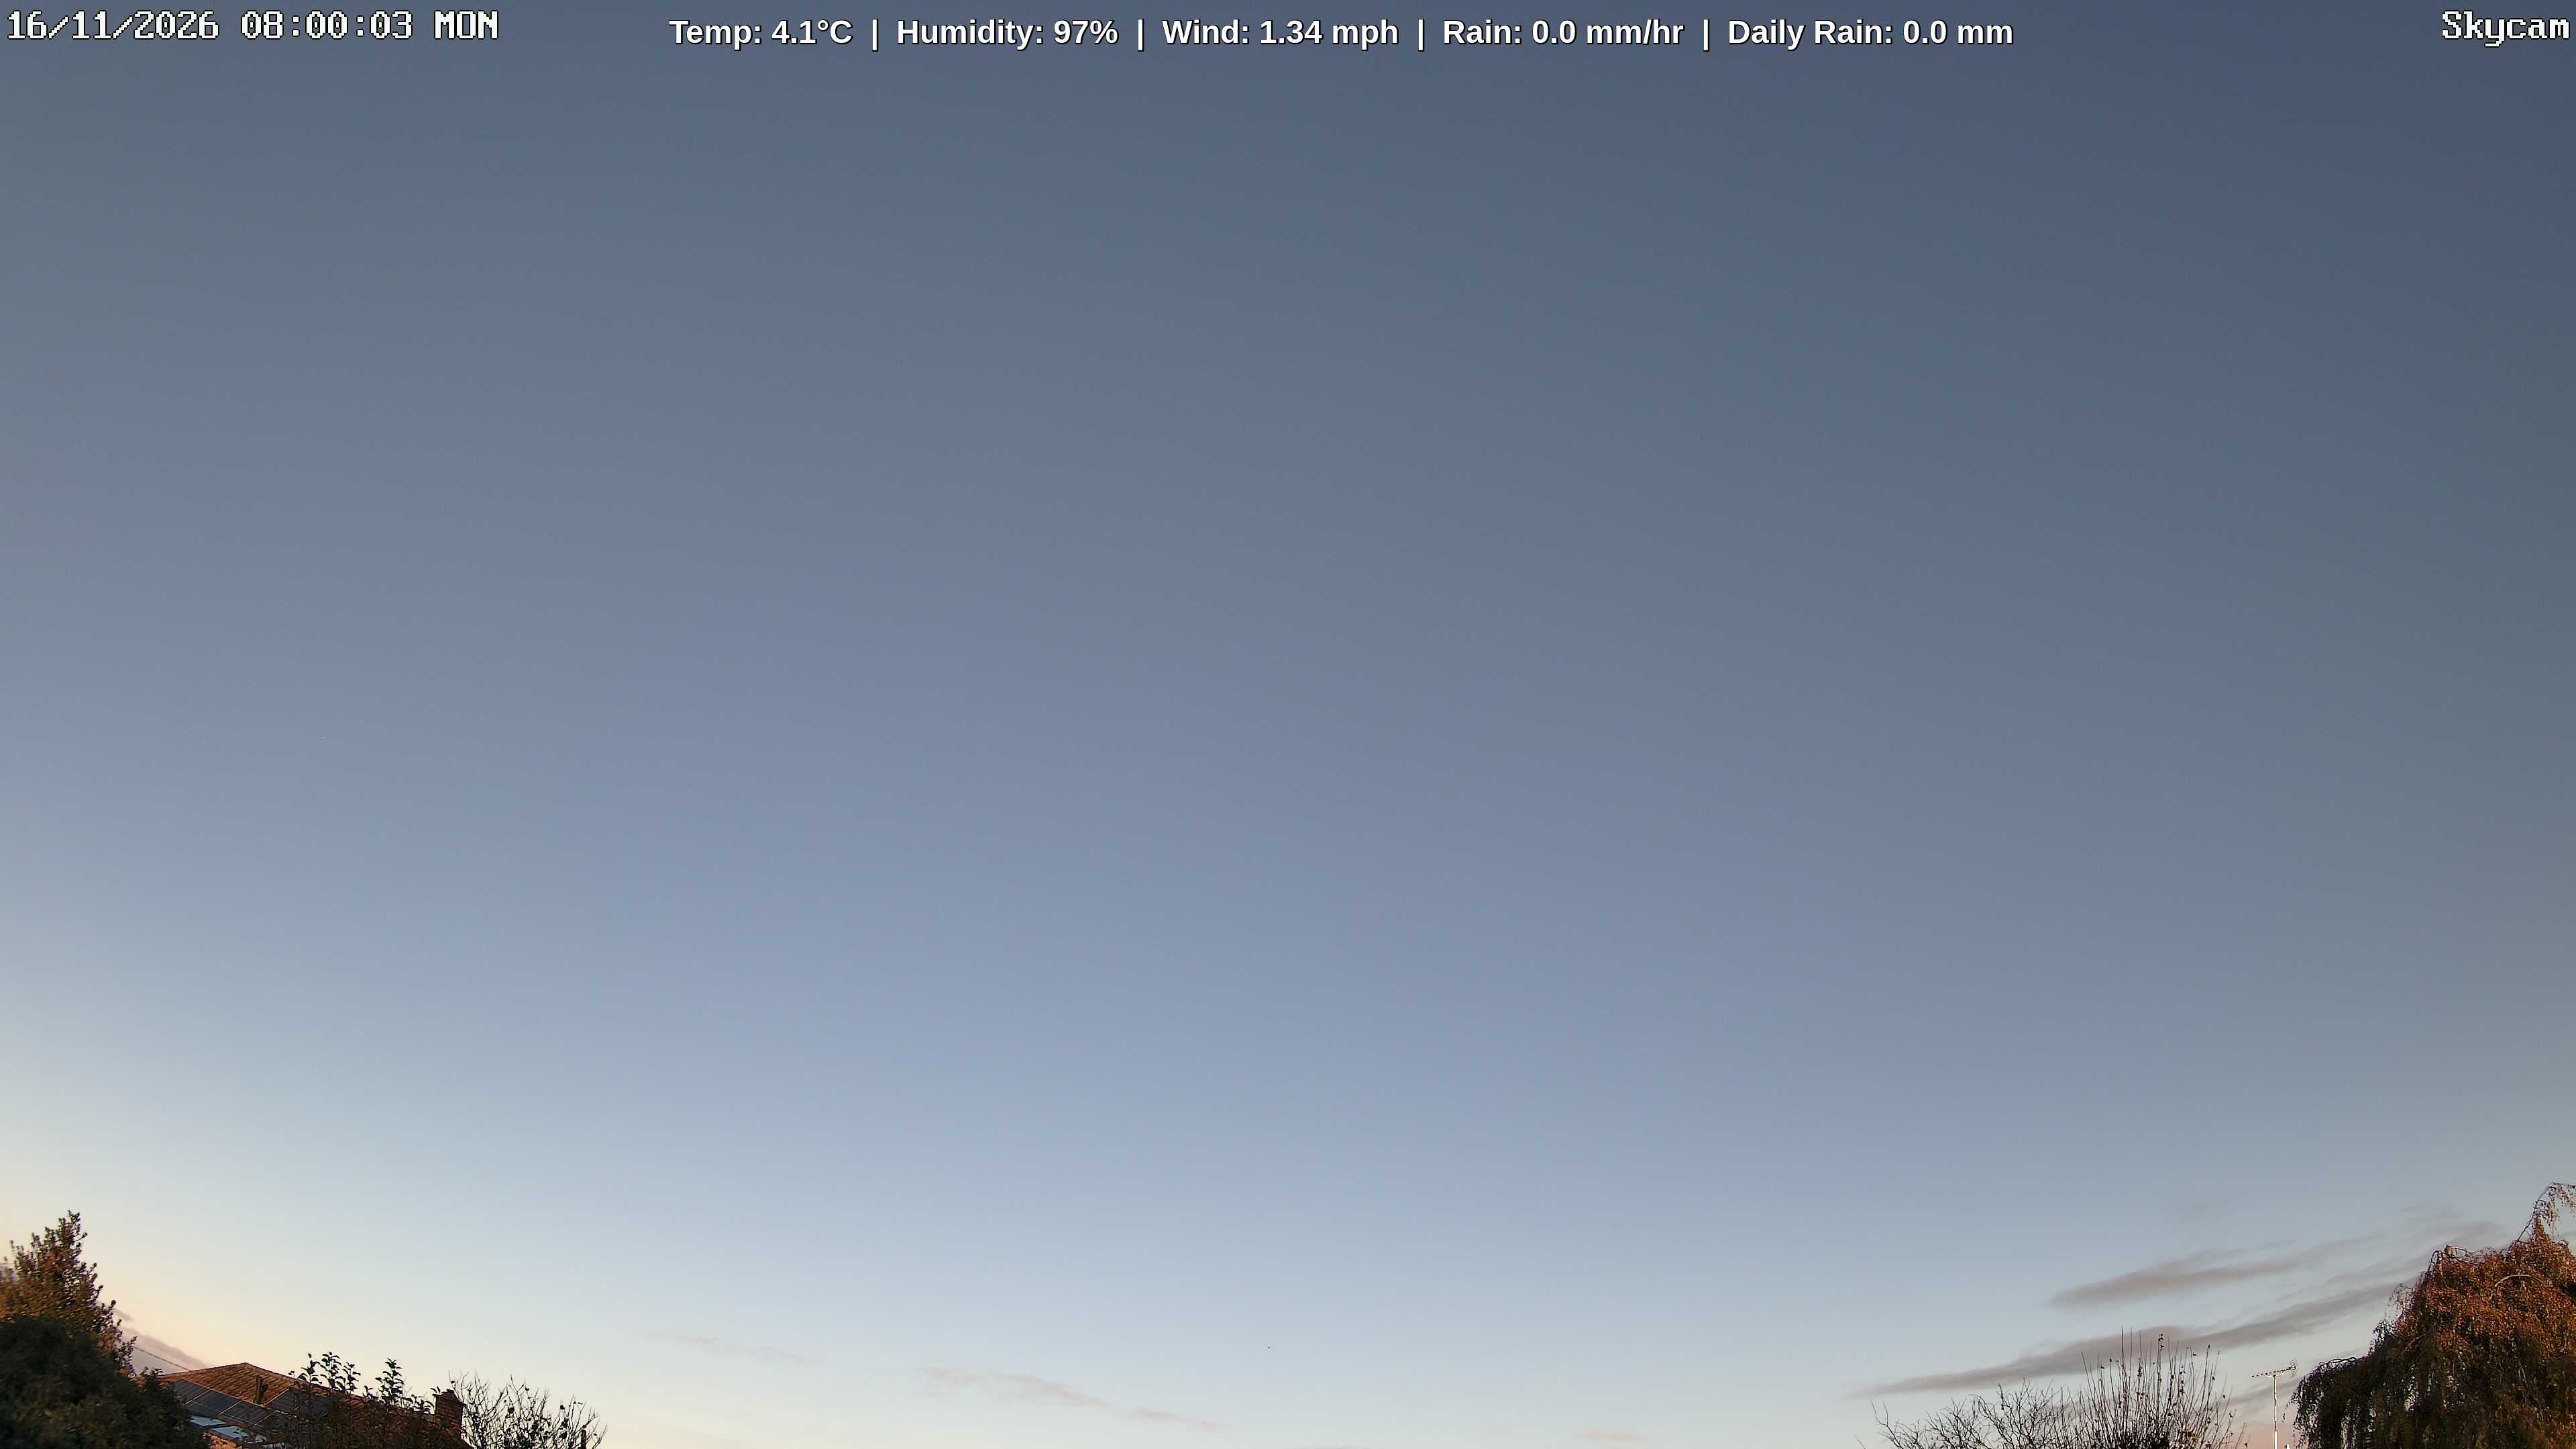 16/11/2026 08:00:03 MON
Temp: 4.1°C | Humidity: 97% | Wind: 1.34 mph | Rain: 0.0 mm/hr | Daily Rain: 0.0 mm
Skycam